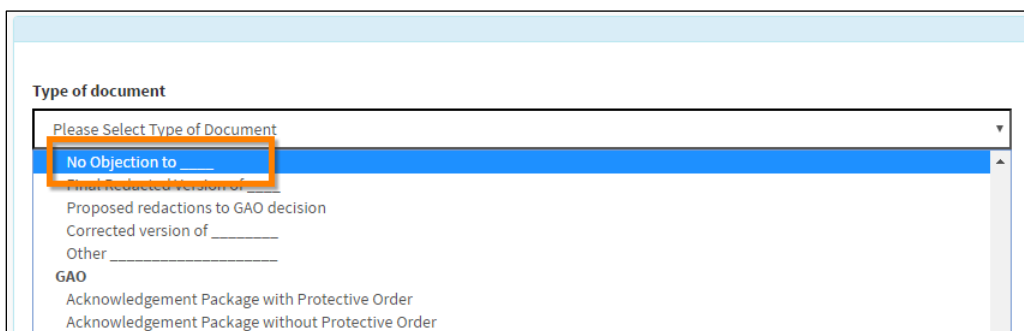 Type of document
Please Select Type of Document
No Objection to ____
Final Redacted Version of ____
Proposed redactions to GAO decision
Corrected version of ________
Other ____________________
GAO
Acknowledgement Package with Protective Order
Acknowledgement Package without Protective Order